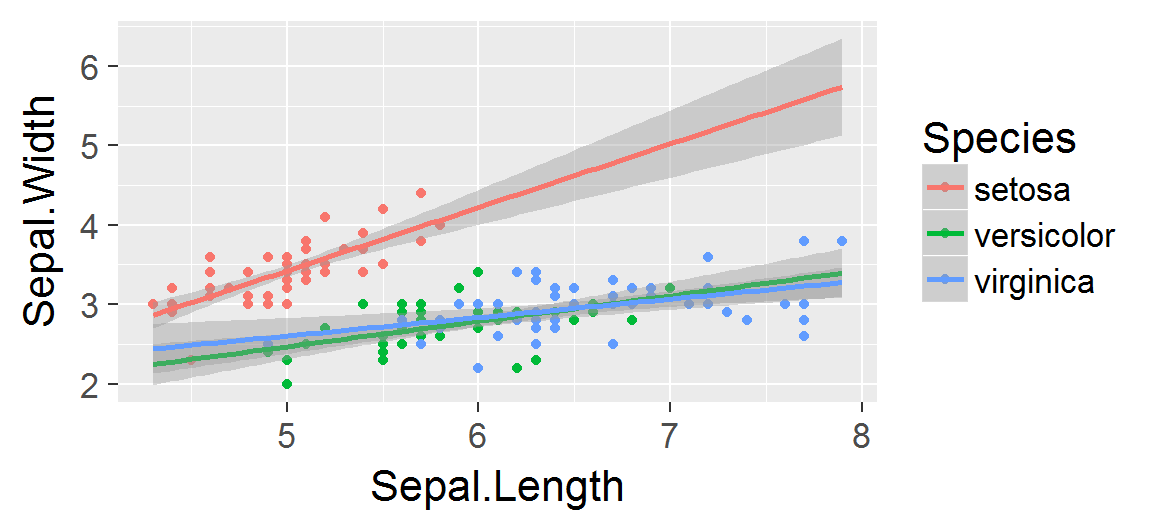 Sepal.Width
6
5
4
3
2
5 6 7 8
Sepal.Length
Species
setosa
versicolor
virginica